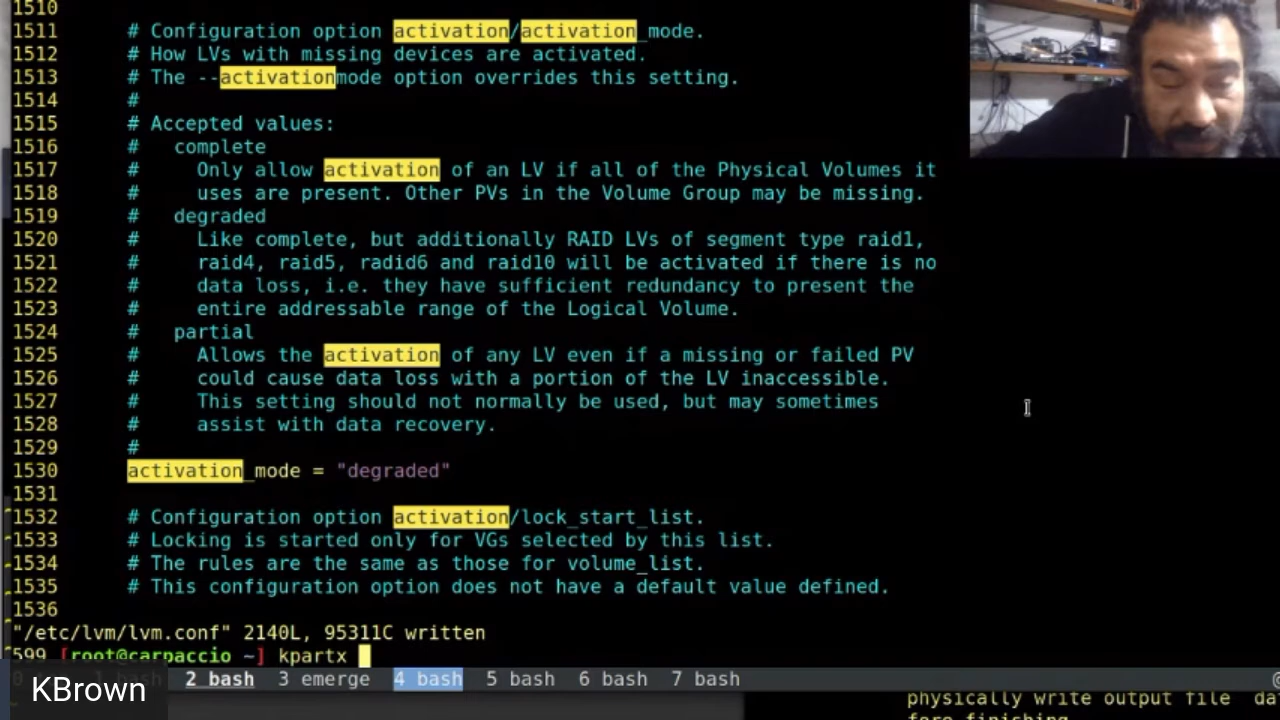 1510
1511      # Configuration option activation/activation_mode.
1512      # How LVs with missing devices are activated.
1513      # The --activationmode option overrides this setting.
1514      #
1515      # Accepted values:
1516      #   complete
1517      #     Only allow activation of an LV if all of the Physical Volumes it
1518      #     uses are present. Other PVs in the Volume Group may be missing.
1519      #   degraded
1520      #     Like complete, but additionally RAID LVs of segment type raid1,
1521      #     raid4, raid5, radid6 and raid10 will be activated if there is no
1522      #     data loss, i.e. they have sufficient redundancy to present the
1523      #     entire addressable range of the Logical Volume.
1524      #   partial
1525      #     Allows the activation of any LV even if a missing or failed PV
1526      #     could cause data loss with a portion of the LV inaccessible.
1527      #     This setting should not normally be used, but may sometimes
1528      #     assist with data recovery.
1529      #
1530      activation_mode = "degraded"
1531
1532      # Configuration option activation/lock_start_list.
1533      # Locking is started only for VGs selected by this list.
1534      # The rules are the same as those for volume_list.
1535      # This configuration option does not have a default value defined.
1536
"/etc/lvm/lvm.conf" 2140L, 95311C written
599 [root@carpaccio ~] kpartx
bash  2 bash  3 emerge  4 bash  5 bash  6 bash  7 bash
KBrown
physically write output file
fore finishing